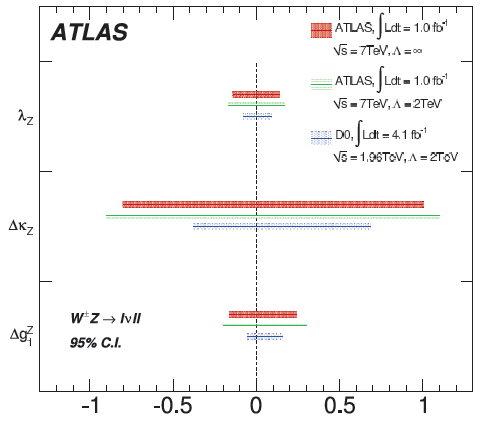 ATLAS
ATLAS, ∫Ldt = 1.0 fb⁻¹
√s = 7TeV, Λ = ∞
ATLAS, ∫Ldt = 1.0 fb⁻¹
√s = 7TeV, Λ = 2TeV
D0, ∫Ldt = 4.1 fb⁻¹
√s = 1.96TeV, Λ = 2TeV
λ_Z
Δκ_Z
Δg₁ᶻ
W±Z → lνll
95% C.I.
-1 -0.5 0 0.5 1